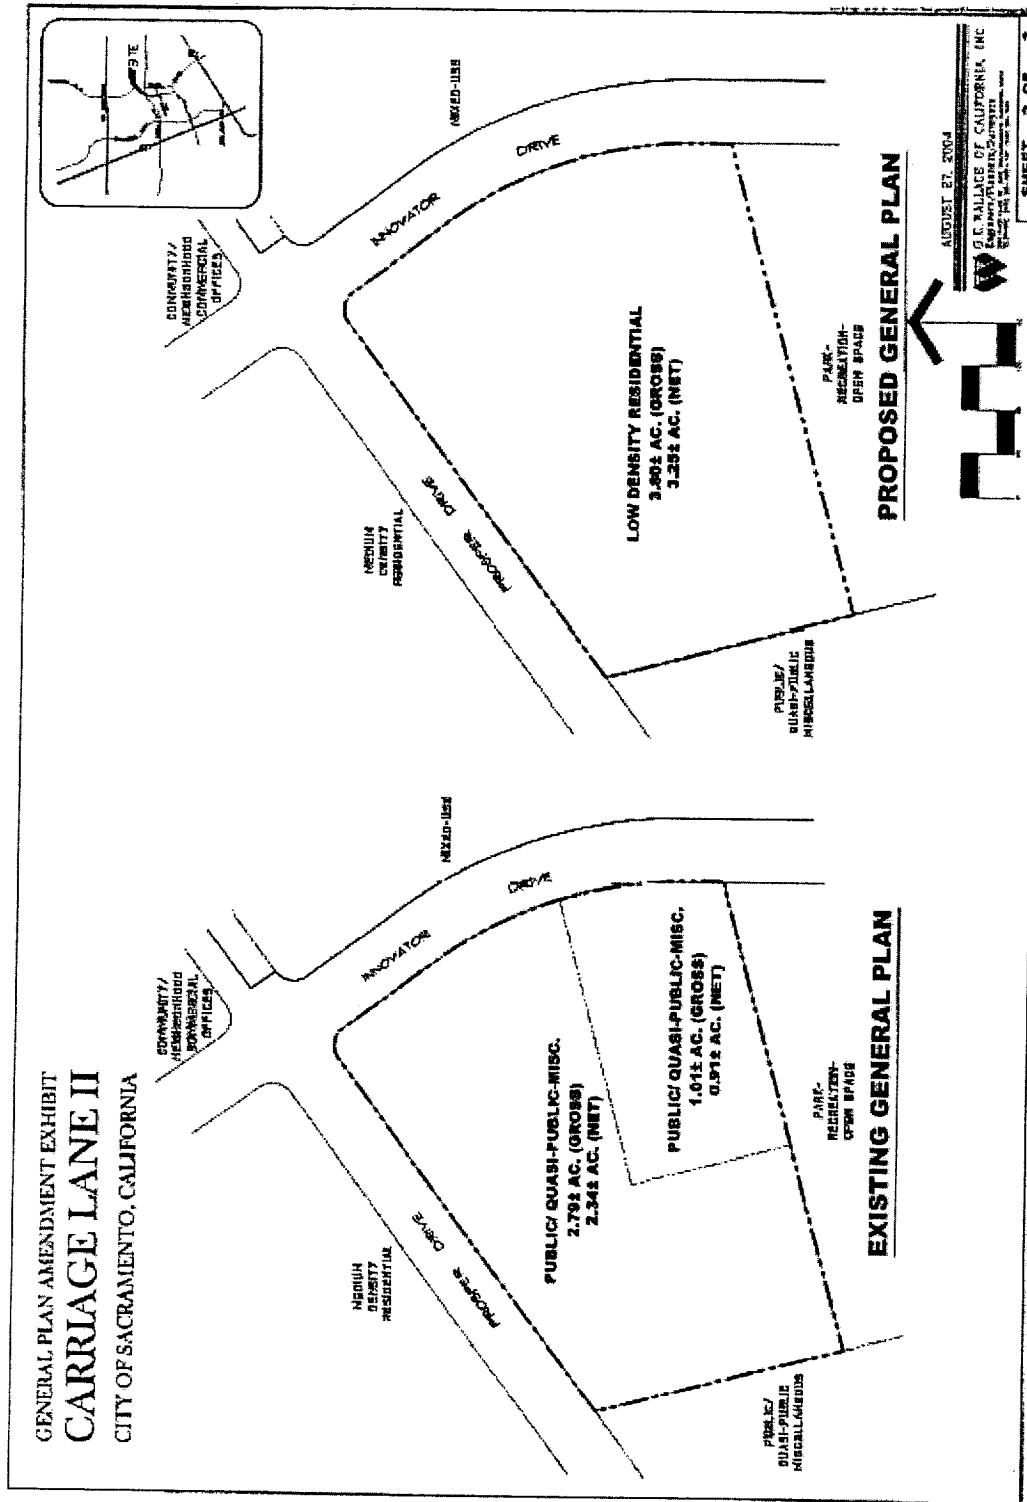 GENERAL PLAN AMENDMENT EXHIBIT
CARRIAGE LANE II
CITY OF SACRAMENTO, CALIFORNIA
COMMUNITY/
NEIGHBORHOOD
COMMERCIAL
OFFICES
MIXED-USE
INNOVATOR
DRIVE
MEDIUM
DENSITY
RESIDENTIAL
PROSPER DRIVE
PUBLIC/ QUASI-PUBLIC-MISC.
2.79± AC. (GROSS)
2.34± AC. (NET)
PUBLIC/ QUASI-PUBLIC-MISC.
1.01± AC. (GROSS)
0.91± AC. (NET)
PUBLIC/
QUASI-PUBLIC
MISCELLANEOUS
PARK-
RECREATION-
OPEN SPACE
EXISTING GENERAL PLAN
SITE
COMMUNITY/
NEIGHBORHOOD
COMMERCIAL
OFFICES
MIXED-USE
INNOVATOR
DRIVE
MEDIUM
DENSITY
RESIDENTIAL
PROSPER DRIVE
LOW DENSITY RESIDENTIAL
3.80± AC. (GROSS)
3.25± AC. (NET)
PUBLIC/
QUASI-PUBLIC
MISCELLANEOUS
PARK-
RECREATION-
OPEN SPACE
PROPOSED GENERAL PLAN
AUGUST 27, 2004
G.C. WALLACE OF CALIFORNIA, INC
SHEET 2 OF